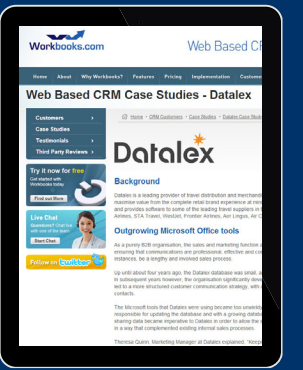 Workbooks.com
Web Based CR
Home About Why Workbooks? Features Pricing Implementation Custome
Web Based CRM Case Studies - Datalex
Customers
Case Studies
Testimonials
Third Party Reviews
Home CRM Customers Case Studies Datalex Case Studi
Datalex
Try it now for free
Get started with
Workbooks today
Find out More
Background
Datalex is a leading provider of travel distribution and merchandi
maximise value from the complete retail brand experience at
and provides software to some of the leading travel suppliers in
Airlines, STA Travel, WestJet, Frontier Airlines, Aer Lingus, Air C
Live Chat
Questions? Chat live
with one of the team
Start Chat
Follow on twitter
Outgrowing Microsoft Office tools
As a purely B2B organisation, the sales and marketing function
ensuring that communications are professional, effective and
instances, be a lengthy and involved sales process.
Up until about four years ago, the Datalex database was small,
in subsequent years however, the organisation significantly
led to a more structured customer communication strategy, with
contacts.
The Microsoft tools that Datalex were using became too
responsible for updating the database and with a growing
sharing data became imperative to Datalex in order to allow the
in a way that complemented existing internal sales processes.
Theresa Quinn, Marketing Manager at Datalex explained, "Keepi